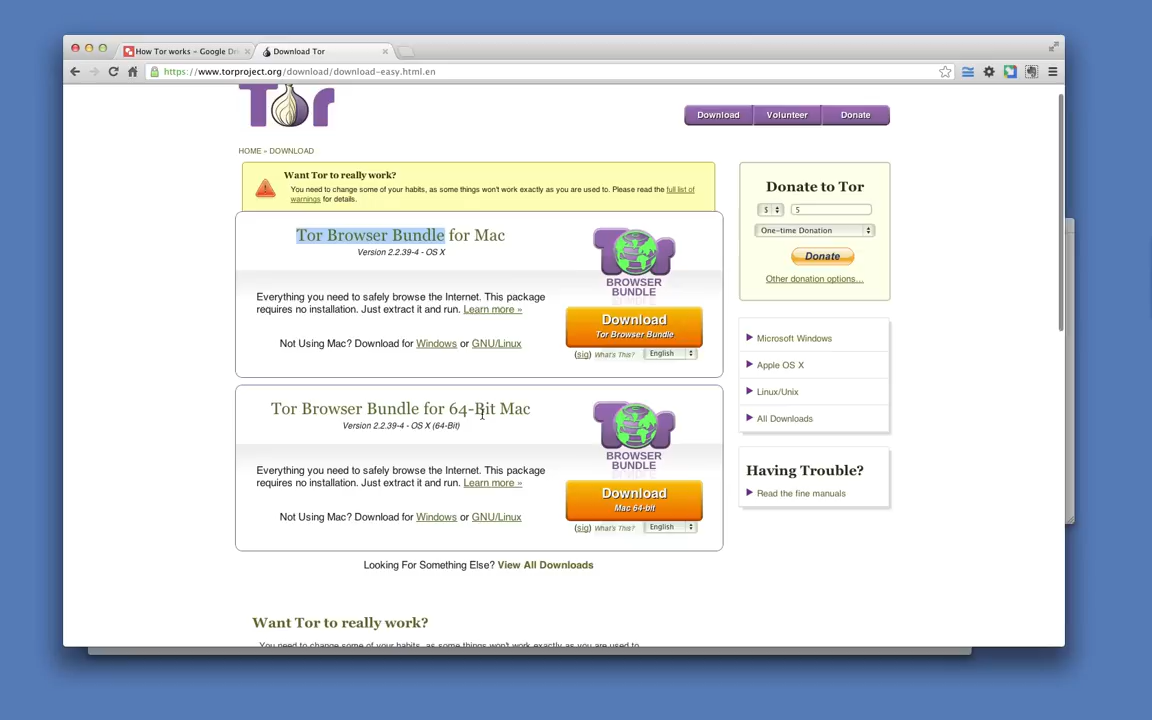 How Tor works – Google Dri
Download Tor
https://www.torproject.org/download/download-easy.html.en
Tor
Download
Volunteer
Donate
HOME » DOWNLOAD
Want Tor to really work?
You need to change some of your habits, as some things won't work exactly as you are used to. Please read the full list of
warnings for details.
Tor Browser Bundle for Mac
Version 2.2.39-4 - OS X
Everything you need to safely browse the Internet. This package
requires no installation. Just extract it and run. Learn more »
Not Using Mac? Download for Windows or GNU/Linux
Tor
BROWSER
BUNDLE
Download
Tor Browser Bundle
(sig) What's This? English
Tor Browser Bundle for 64-Bit Mac
Version 2.2.39-4 - OS X (64-Bit)
Everything you need to safely browse the Internet. This package
requires no installation. Just extract it and run. Learn more »
Not Using Mac? Download for Windows or GNU/Linux
Tor
BROWSER
BUNDLE
Download
Mac 64-bit
(sig) What's This? English
Looking For Something Else? View All Downloads
Want Tor to really work?
You need to change some of your habits, as some things won't work exactly as you are used to
Donate to Tor
$ 5
One-time Donation
Donate
Other donation options...
Microsoft Windows
Apple OS X
Linux/Unix
All Downloads
Having Trouble?
Read the fine manuals